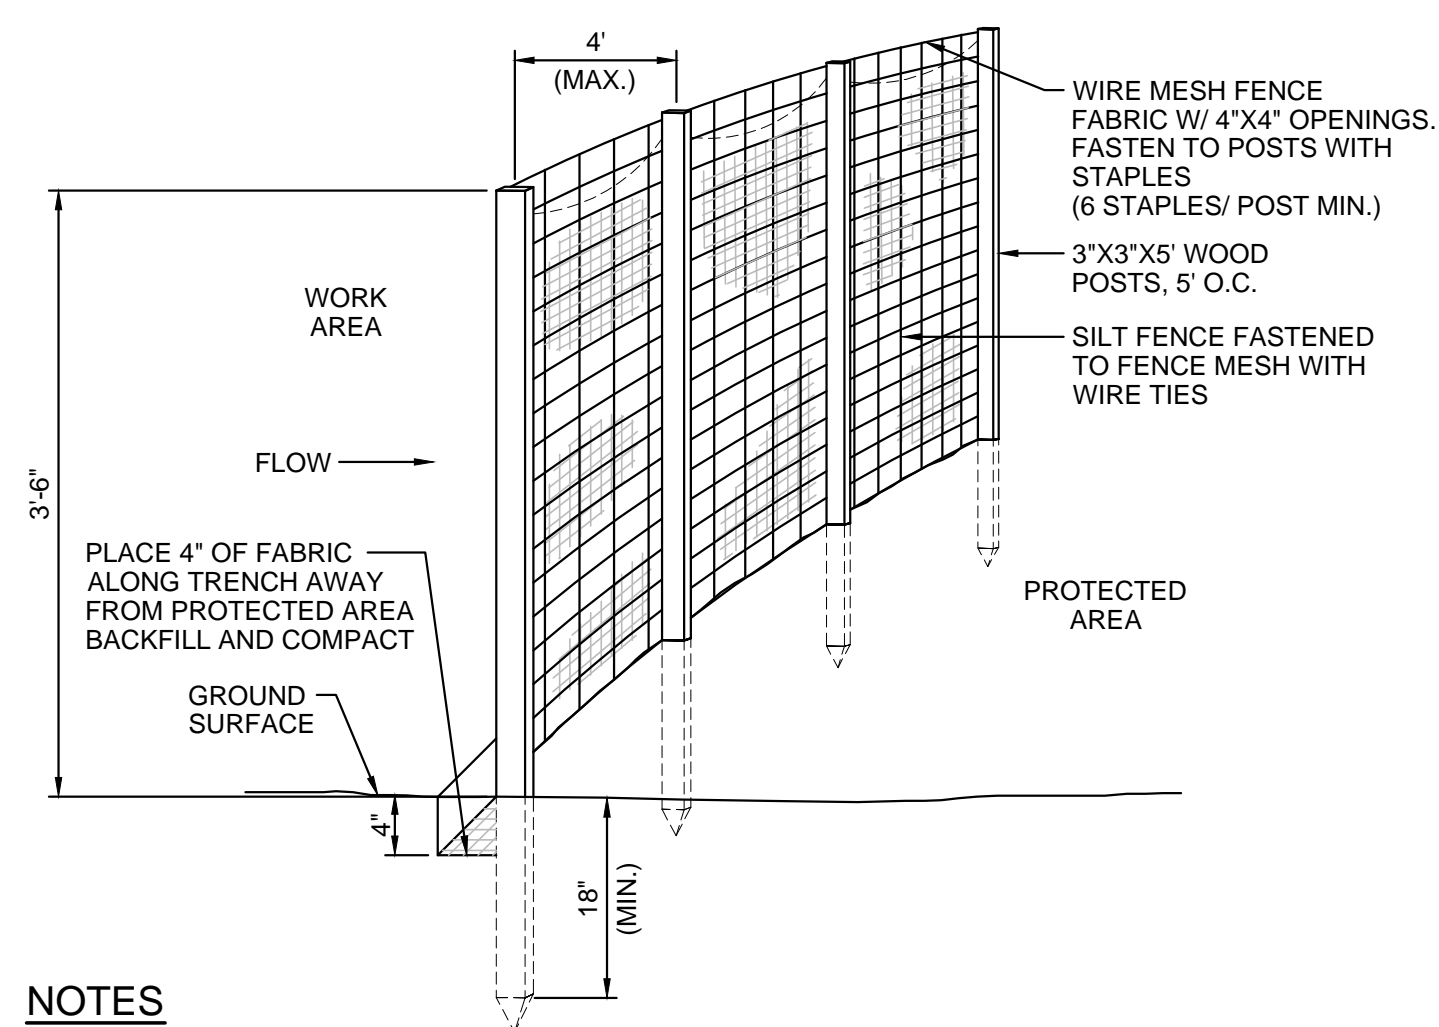 4'
(MAX.)
WIRE MESH FENCE
FABRIC W/ 4"X4" OPENINGS.
FASTEN TO POSTS WITH
STAPLES
(6 STAPLES/ POST MIN.)
3"X3"X5' WOOD
POSTS, 5' O.C.
SILT FENCE FASTENED
TO FENCE MESH WITH
WIRE TIES
WORK
AREA
FLOW
3'-6"
PLACE 4" OF FABRIC
ALONG TRENCH AWAY
FROM PROTECTED AREA
BACKFILL AND COMPACT
PROTECTED
AREA
GROUND
SURFACE
4"
18"
(MIN.)
NOTES